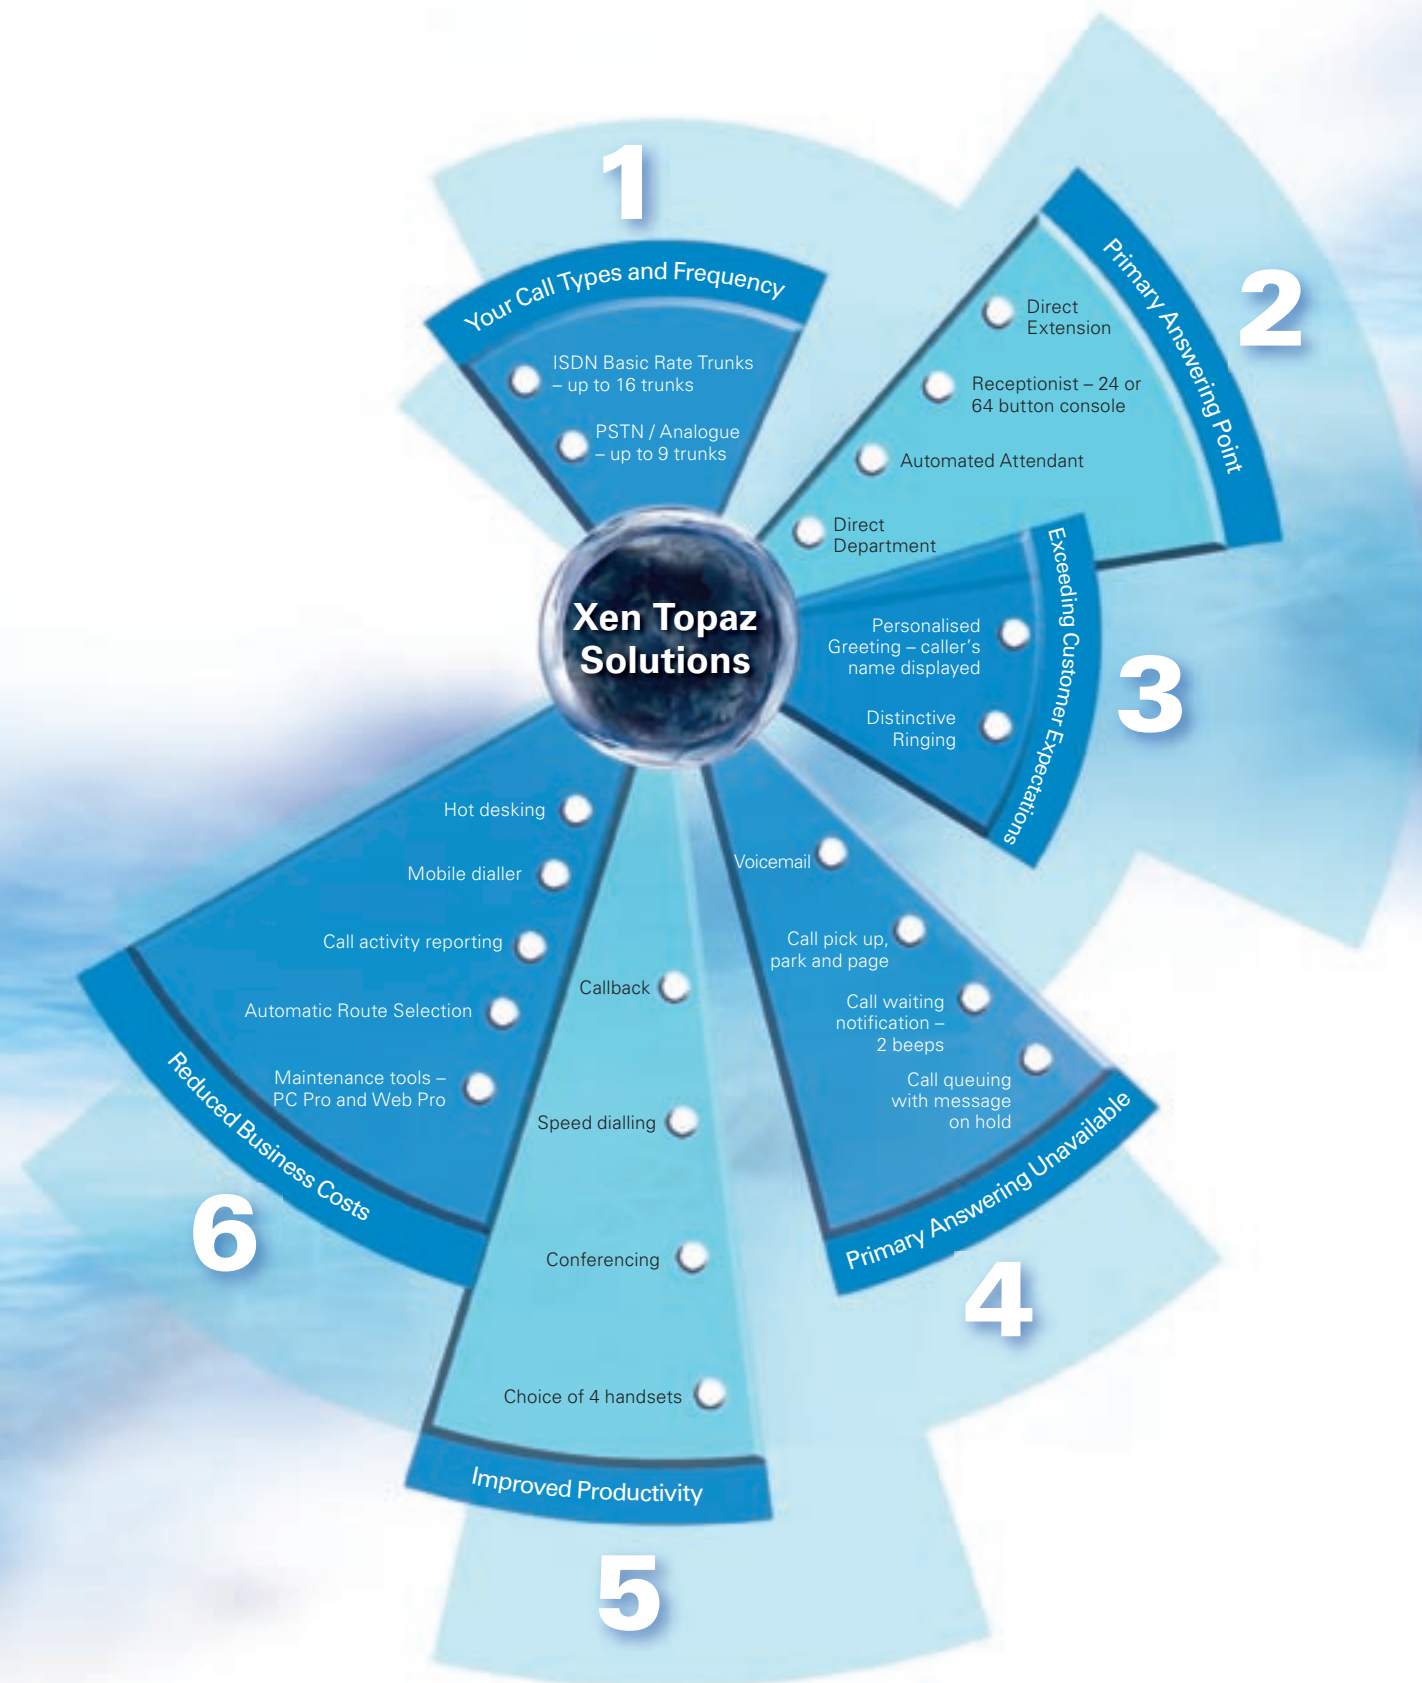 1
Your Call Types and Frequency
ISDN Basic Rate Trunks
– up to 16 trunks
PSTN / Analogue
– up to 9 trunks
2
Primary Answering Point
Direct
Extension
Receptionist – 24 or
64 button console
Automated Attendant
Direct
Department
Xen Topaz
Solutions
3
Exceeding Customer Expectations
Personalised
Greeting – caller's
name displayed
Distinctive
Ringing
4
Primary Answering Unavailable
Voicemail
Call pick up,
park and page
Call waiting
notification –
2 beeps
Call queuing
with message
on hold
5
Improved Productivity
Callback
Speed dialling
Conferencing
Choice of 4 handsets
6
Reduced Business Costs
Hot desking
Mobile dialler
Call activity reporting
Automatic Route Selection
Maintenance tools –
PC Pro and Web Pro